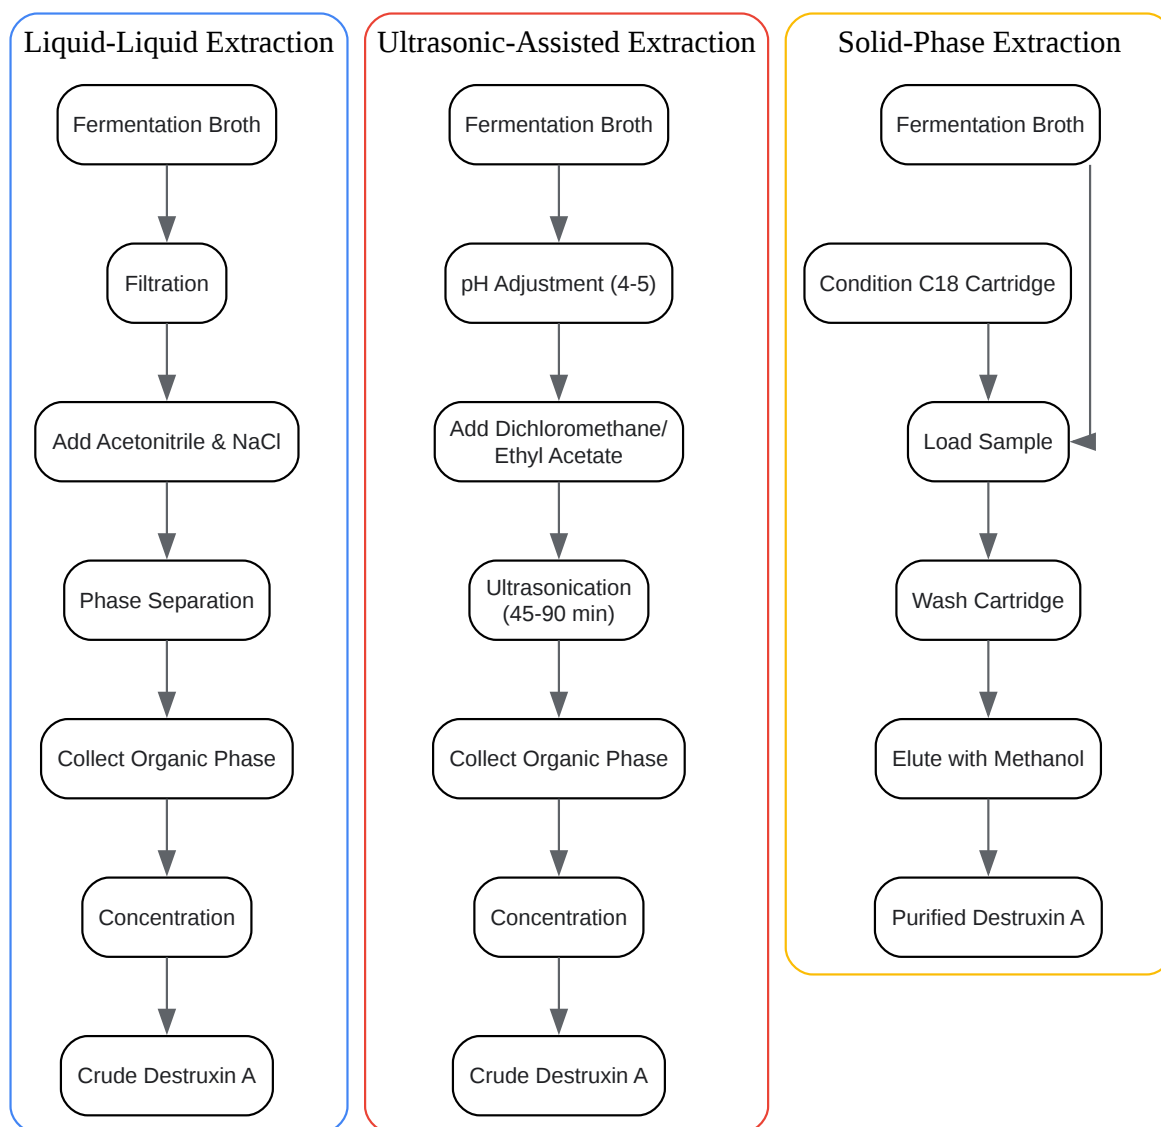 Liquid-Liquid Extraction
Fermentation Broth
Filtration
Add Acetonitrile & NaCl
Phase Separation
Collect Organic Phase
Concentration
Crude Destruxin A
Ultrasonic-Assisted Extraction
Fermentation Broth
pH Adjustment (4-5)
Add Dichloromethane/
Ethyl Acetate
Ultrasonication
(45-90 min)
Collect Organic Phase
Concentration
Crude Destruxin A
Solid-Phase Extraction
Fermentation Broth
Condition C18 Cartridge
Load Sample
Wash Cartridge
Elute with Methanol
Purified Destruxin A